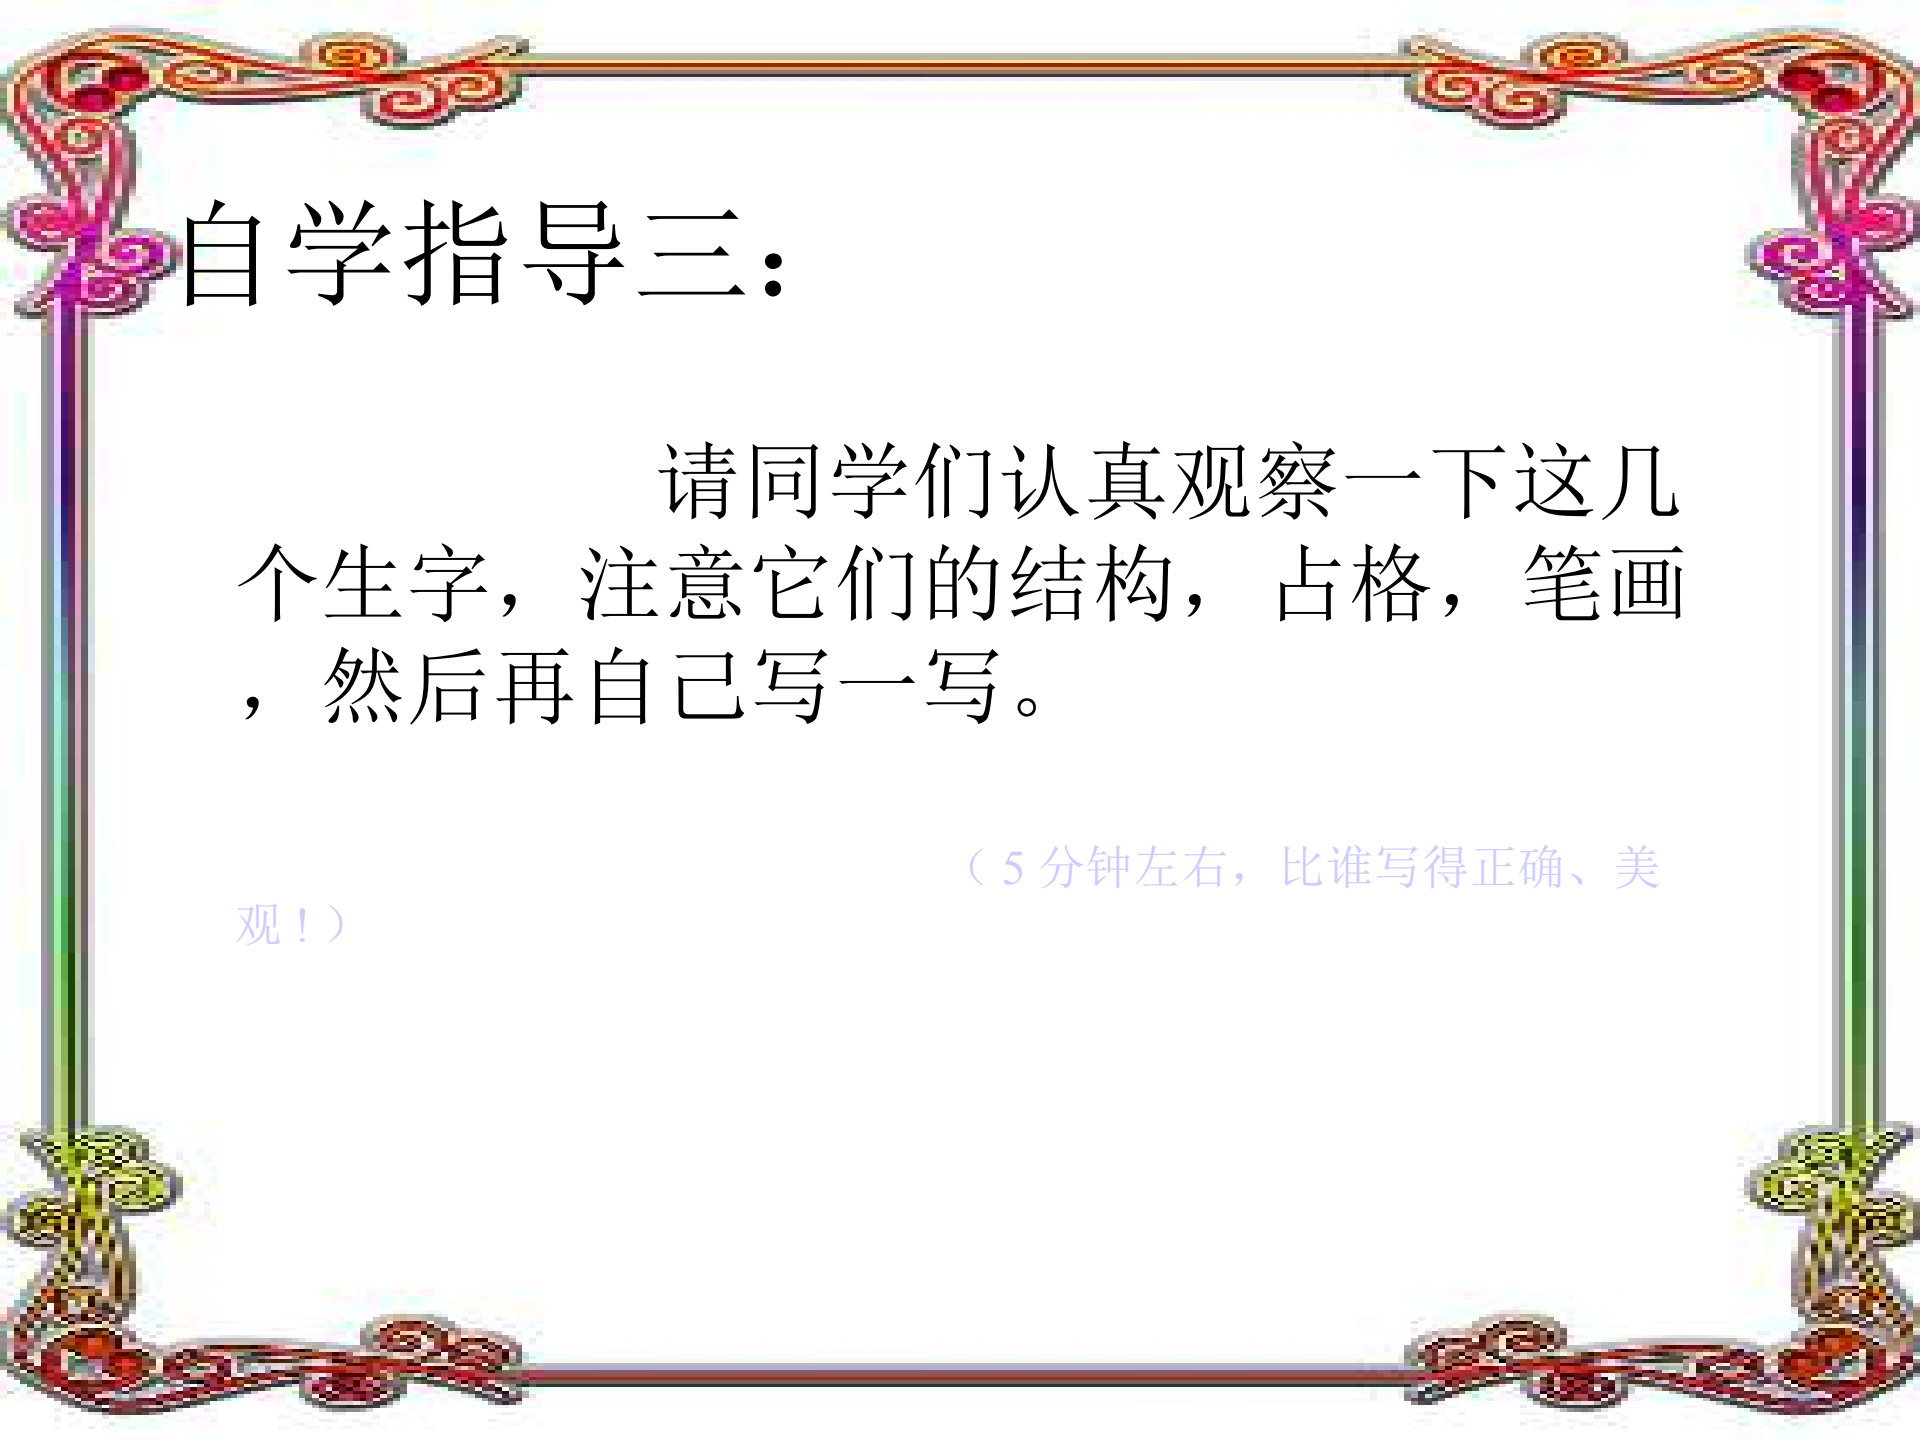 自学指导三：
请同学们认真观察一下这几
个生字，注意它们的结构，占格，笔画
，然后再自己写一写。
（5分钟左右，比谁写得正确、美
观！）